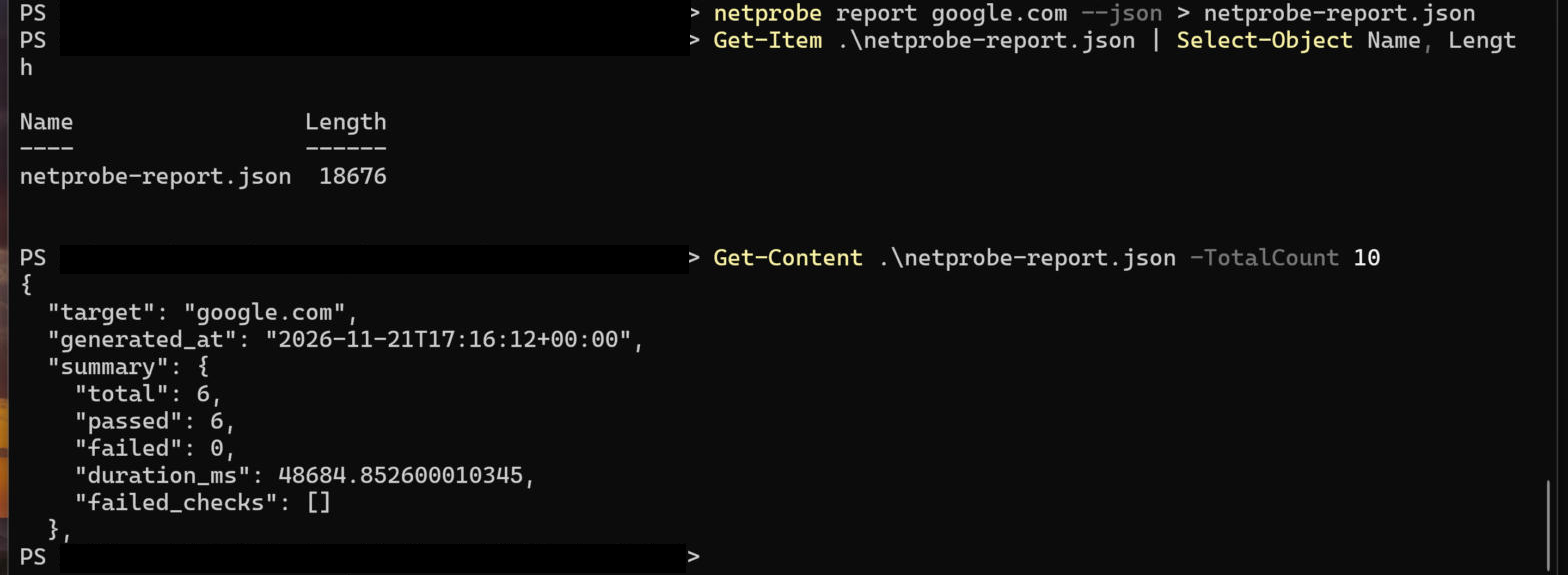 PS > netprobe report google.com --json > netprobe-report.json
PS > Get-Item .\netprobe-report.json | Select-Object Name, Lengt
h
Name Length
---- ------
netprobe-report.json 18676
PS > Get-Content .\netprobe-report.json -TotalCount 10
{
  "target": "google.com",
  "generated_at": "2026-11-21T17:16:12+00:00",
  "summary": {
    "total": 6,
    "passed": 6,
    "failed": 0,
    "duration_ms": 48684.852600010345,
    "failed_checks": []
  },
PS >